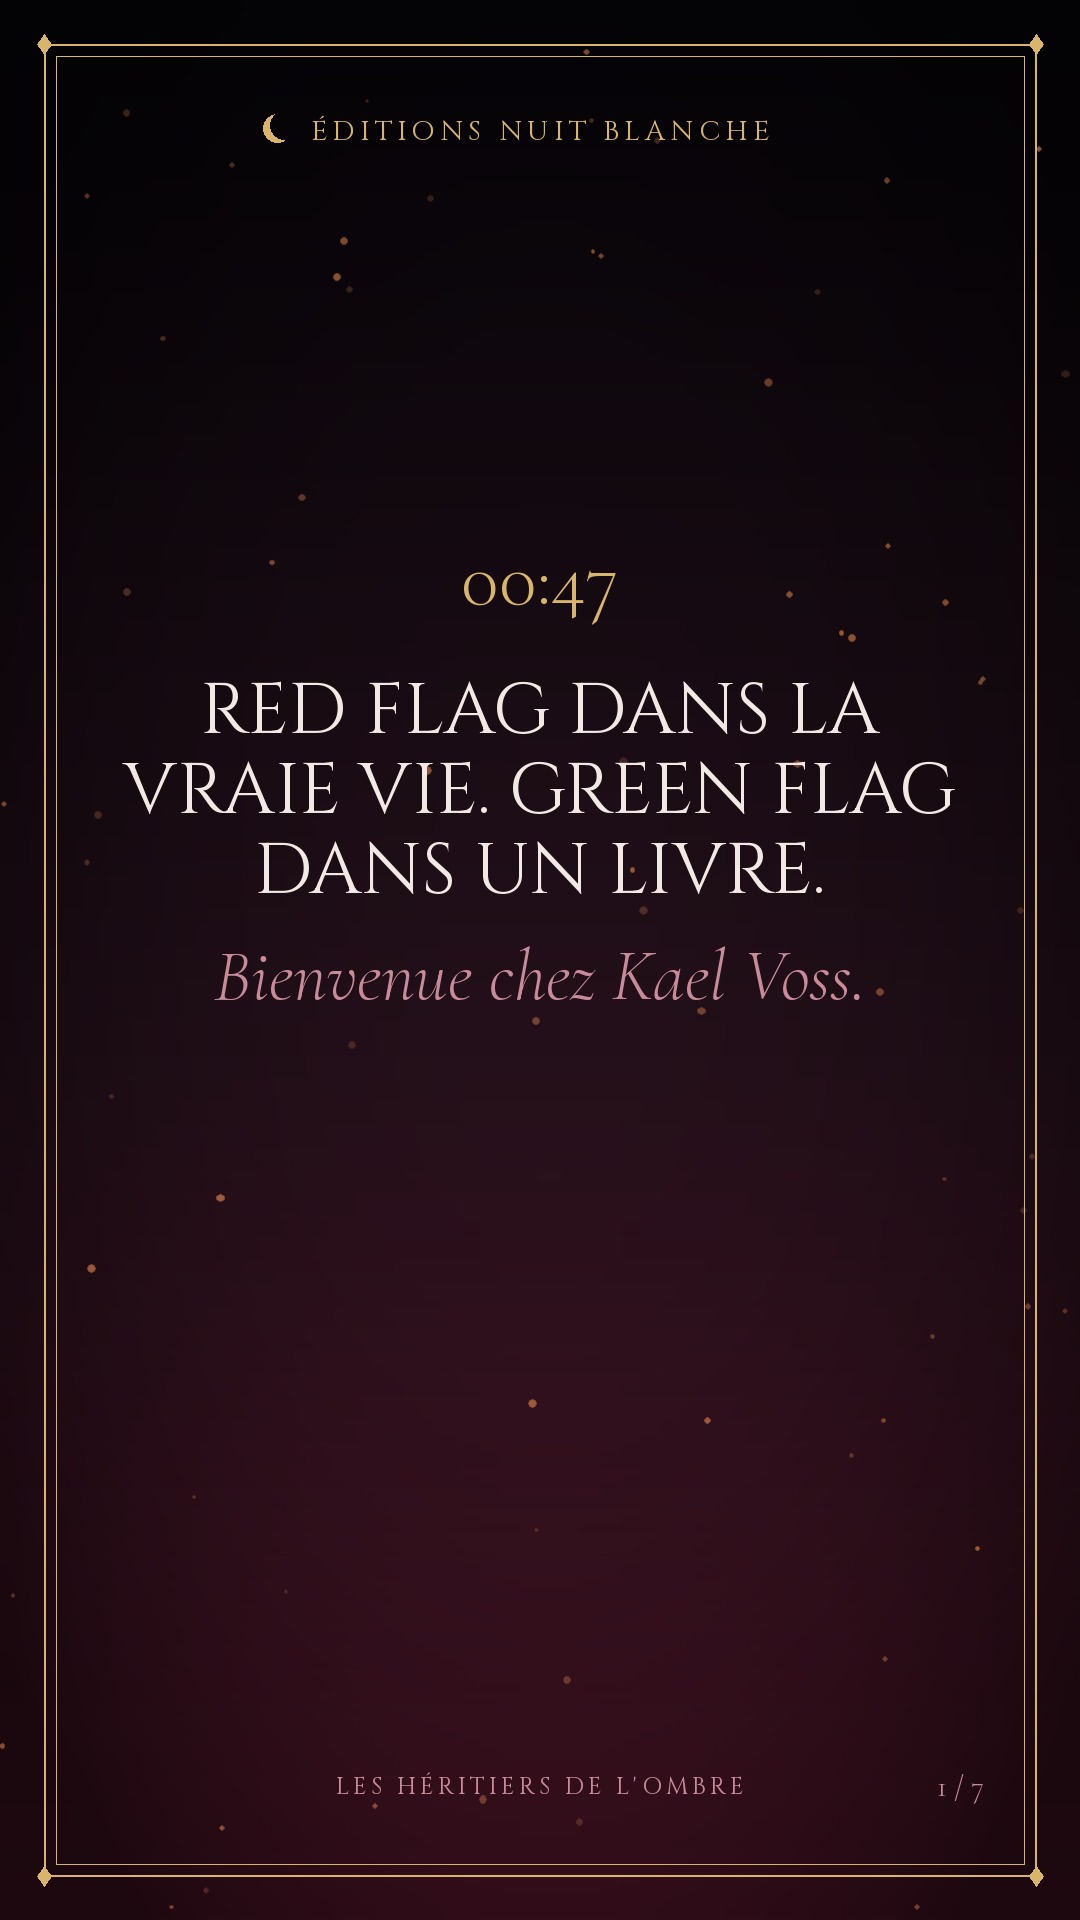 ÉDITIONS NUIT BLANCHE
00:47
RED FLAG DANS LA
VRAIE VIE. GREEN FLAG
DANS UN LIVRE.
Bienvenue chez Kael Voss.
LES HÉRITIERS DE L'OMBRE
1/7